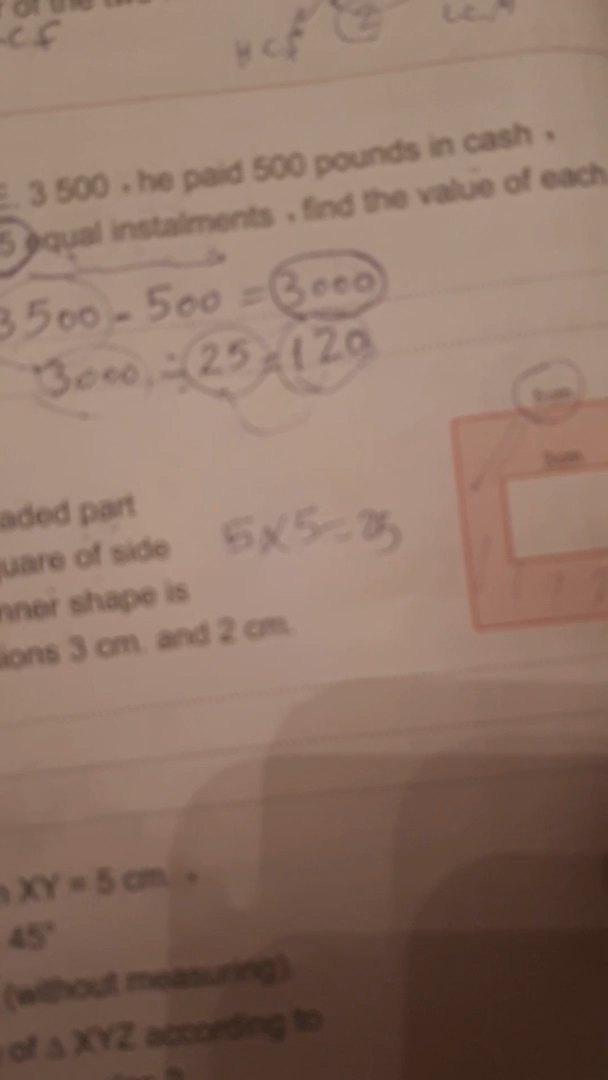 H C F
L C M
3 500 , he paid 500 pounds in cash ,
5 equal instalments , find the value of each
3500 - 500 = 3000
3000 ÷ 25 = 120
aded part
5 x 5 =
uare of side
nner shape is
ions 3 cm. and 2 cm.
XY = 5 cm. ,
45°
(without measuring)
of Δ XYZ according to